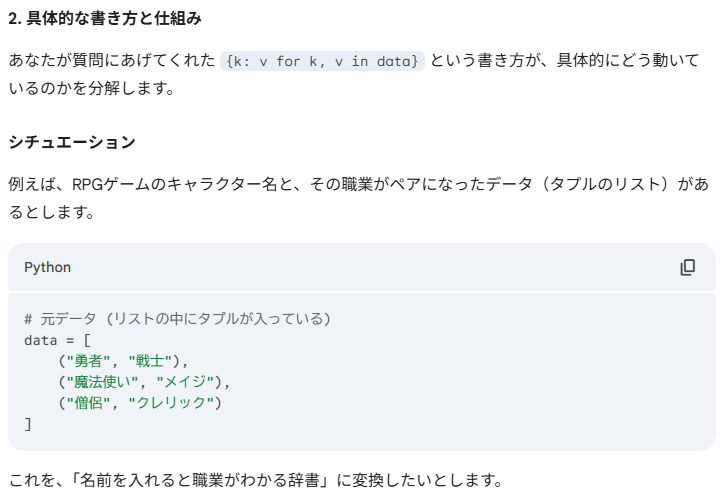 2. 具体的な書き方と仕組み
あなたが質問にあげてくれた {k: v for k, v in data} という書き方が、具体的にどう動いて
いるのかを分解します。
シチュエーション
例えば、RPGゲームのキャラクター名と、その職業がペアになったデータ（タプルのリスト）があ
るとします。
Python
# 元データ (リストの中にタプルが入っている)
data = [
    ("勇者", "戦士"),
    ("魔法使い", "メイジ"),
    ("僧侶", "クレリック")
]
これを、「名前を入れると職業がわかる辞書」に変換したいとします。